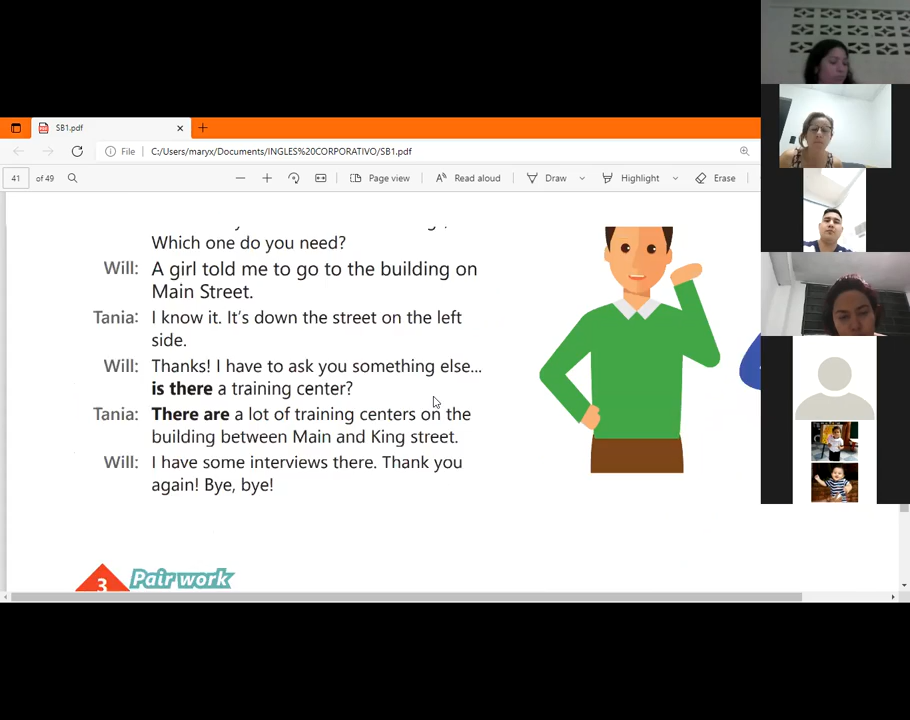 SB1.pdf
File C:/Users/maryx/Documents/INGLES%20CORPORATIVO/SB1.pdf
41 of 49 Page view Read aloud Draw Highlight Erase
Which one do you need?
Will: A girl told me to go to the building on
Main Street.
Tania: I know it. It's down the street on the left
side.
Will: Thanks! I have to ask you something else...
is there a training center?
Tania: There are a lot of training centers on the
building between Main and King street.
Will: I have some interviews there. Thank you
again! Bye, bye!
3 Pair work